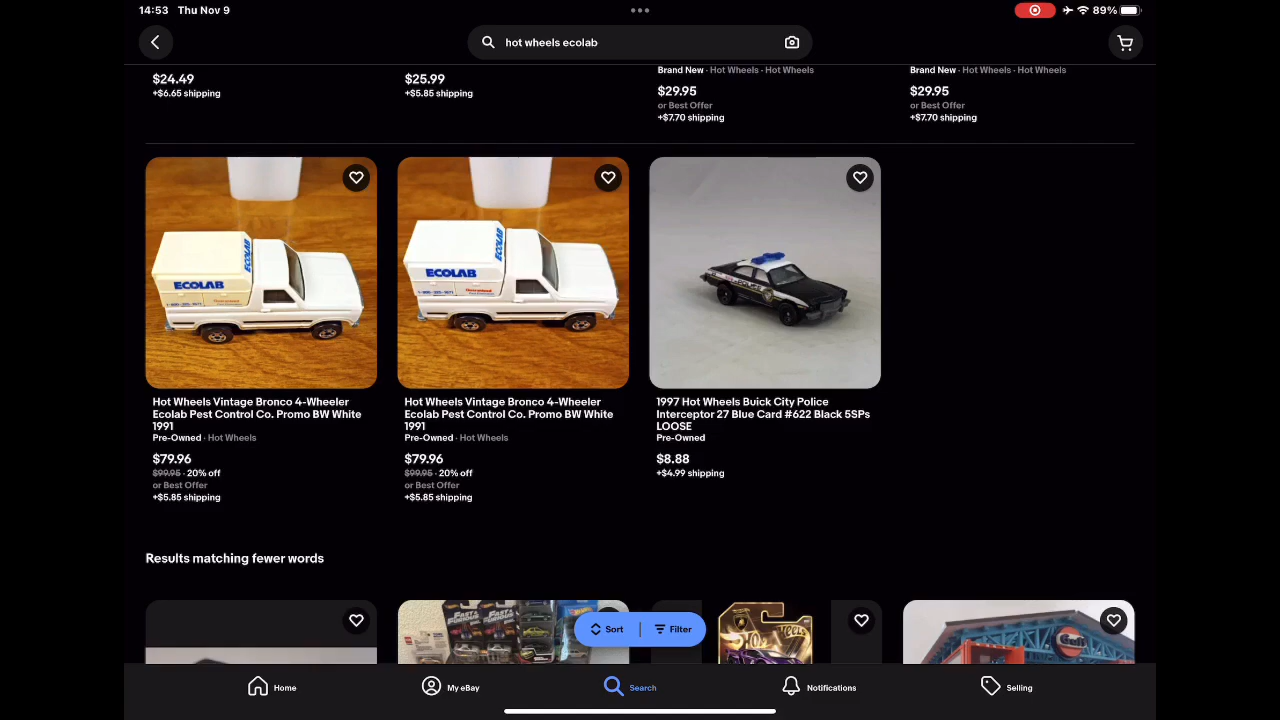 14:53 Thu Nov 9
89%
hot wheels ecolab
$24.49
+$6.65 shipping
$25.99
+$5.85 shipping
Brand New · Hot Wheels · Hot Wheels
$29.95
or Best Offer
+$7.70 shipping
Brand New · Hot Wheels · Hot Wheels
$29.95
or Best Offer
+$7.70 shipping
ECOLAB
ECOLAB
ECOLAB
ECOLAB
Hot Wheels Vintage Bronco 4-Wheeler
Ecolab Pest Control Co. Promo BW White
1991
Pre-Owned · Hot Wheels
$79.96
$99.95 · 20% off
or Best Offer
+$5.85 shipping
Hot Wheels Vintage Bronco 4-Wheeler
Ecolab Pest Control Co. Promo BW White
1991
Pre-Owned · Hot Wheels
$79.96
$99.95 · 20% off
or Best Offer
+$5.85 shipping
1997 Hot Wheels Buick City Police
Interceptor 27 Blue Card #622 Black 5SPs
LOOSE
Pre-Owned
$8.88
+$4.99 shipping
Results matching fewer words
Sort
Filter
Gulf
Home
My eBay
Search
Notifications
Selling